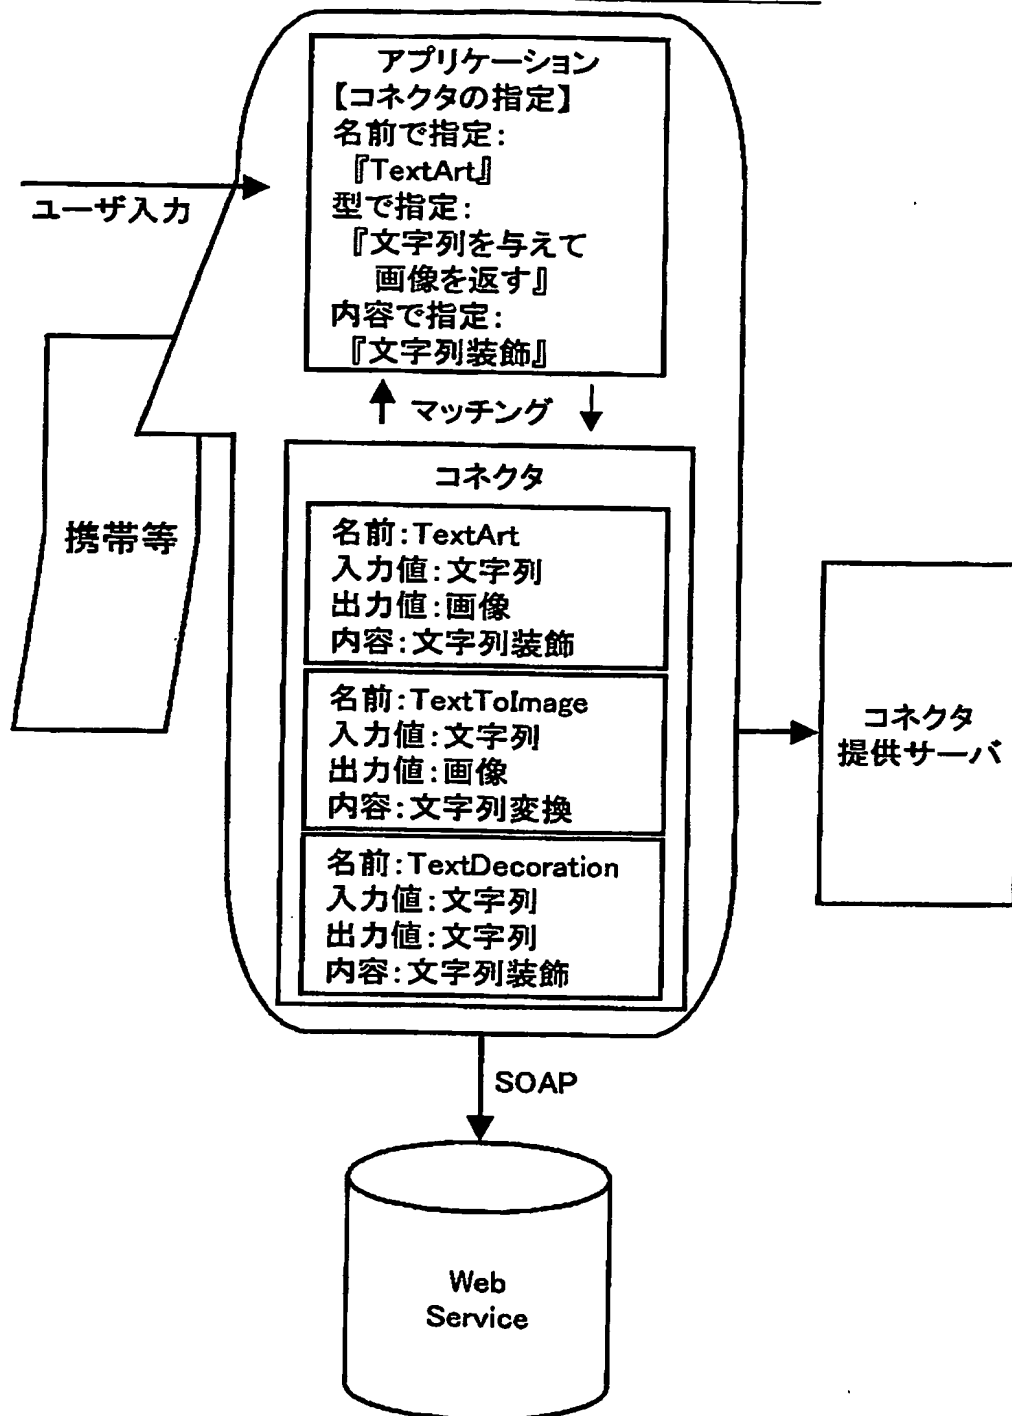 アプリケーション
【コネクタの指定】
名前で指定:
『TextArt』
型で指定:
『文字列を与えて
画像を返す』
内容で指定:
『文字列装飾』
ユーザ入力
マッチング
携帯等
コネクタ
名前:TextArt
入力値:文字列
出力値:画像
内容:文字列装飾
名前:TextToImage
入力値:文字列
出力値:画像
内容:文字列変換
名前:TextDecoration
入力値:文字列
出力値:文字列
内容:文字列装飾
コネクタ
提供サーバ
SOAP
Web
Service